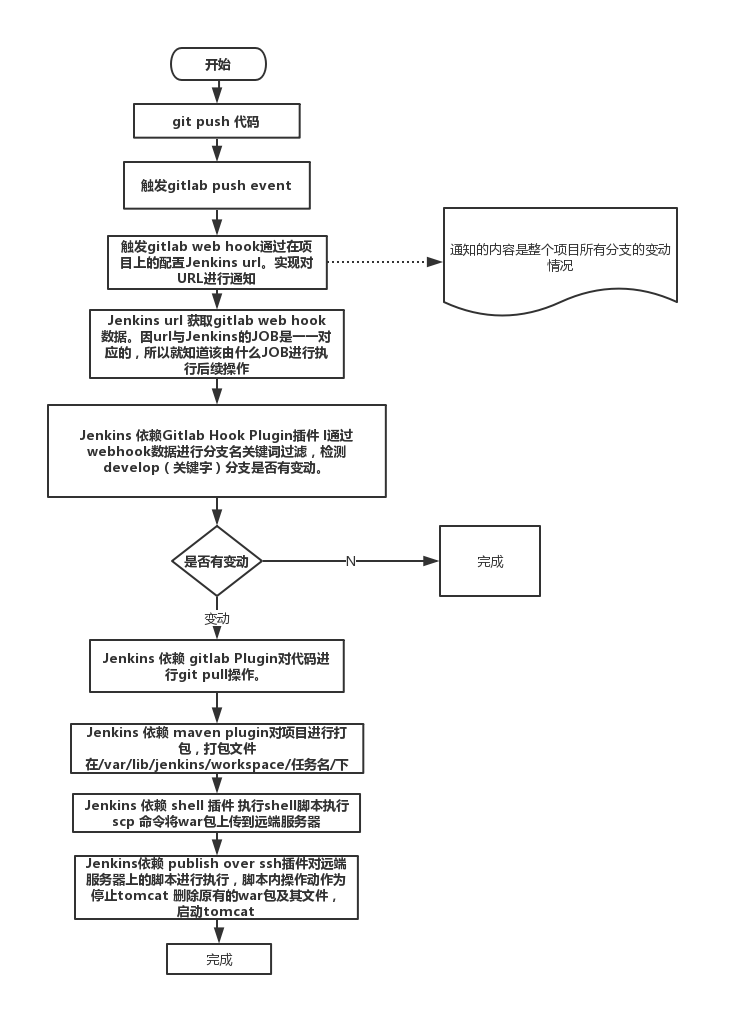 开始
git push 代码
触发gitlab push event
触发gitlab web hook通过在项
目上的配置Jenkins url。实现对
URL进行通知
通知的内容是整个项目所有分支的变动
情况
Jenkins url 获取gitlab web hook
数据。因url与Jenkins的JOB是一一对
应的，所以就知道该由什么JOB进行执
行后续操作
Jenkins 依赖Gitlab Hook Plugin插件 l通过
webhook数据进行分支名关键词过滤，检测
develop（关键字）分支是否有变动。
是否有变动
N
完成
变动
Jenkins 依赖 gitlab Plugin对代码进
行git pull操作。
Jenkins 依赖 maven plugin对项目进行打
包，打包文件
在/var/lib/jenkins/workspace/任务名/下
Jenkins 依赖 shell 插件 执行shell脚本执行
scp 命令将war包上传到远端服务器
Jenkins依赖 publish over ssh插件对远端
服务器上的脚本进行执行，脚本内操作动作为
停止tomcat 删除原有的war包及其文件，
启动tomcat
完成